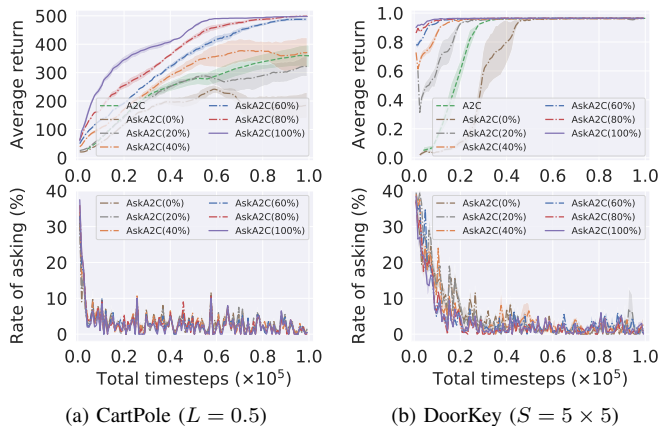 Average return
500
400
300
200
100
0
A2C
AskA2C(0%)
AskA2C(20%)
AskA2C(40%)
AskA2C(60%)
AskA2C(80%)
AskA2C(100%)
0.0 0.2 0.4 0.6 0.8 1.0
Average return
1.0
0.8
0.6
0.4
0.2
0
A2C
AskA2C(0%)
AskA2C(20%)
AskA2C(40%)
AskA2C(60%)
AskA2C(80%)
AskA2C(100%)
0.0 0.2 0.4 0.6 0.8 1.0
Rate of asking (%)
40
30
20
10
0
AskA2C(0%)
AskA2C(20%)
AskA2C(40%)
AskA2C(60%)
AskA2C(80%)
AskA2C(100%)
0.0 0.2 0.4 0.6 0.8 1.0
Total timesteps (×10⁵)
Rate of asking (%)
40
30
20
10
0
AskA2C(0%)
AskA2C(20%)
AskA2C(40%)
AskA2C(60%)
AskA2C(80%)
AskA2C(100%)
0.0 0.2 0.4 0.6 0.8 1.0
Total timesteps (×10⁵)
(a) CartPole (L = 0.5)
(b) DoorKey (S = 5 × 5)